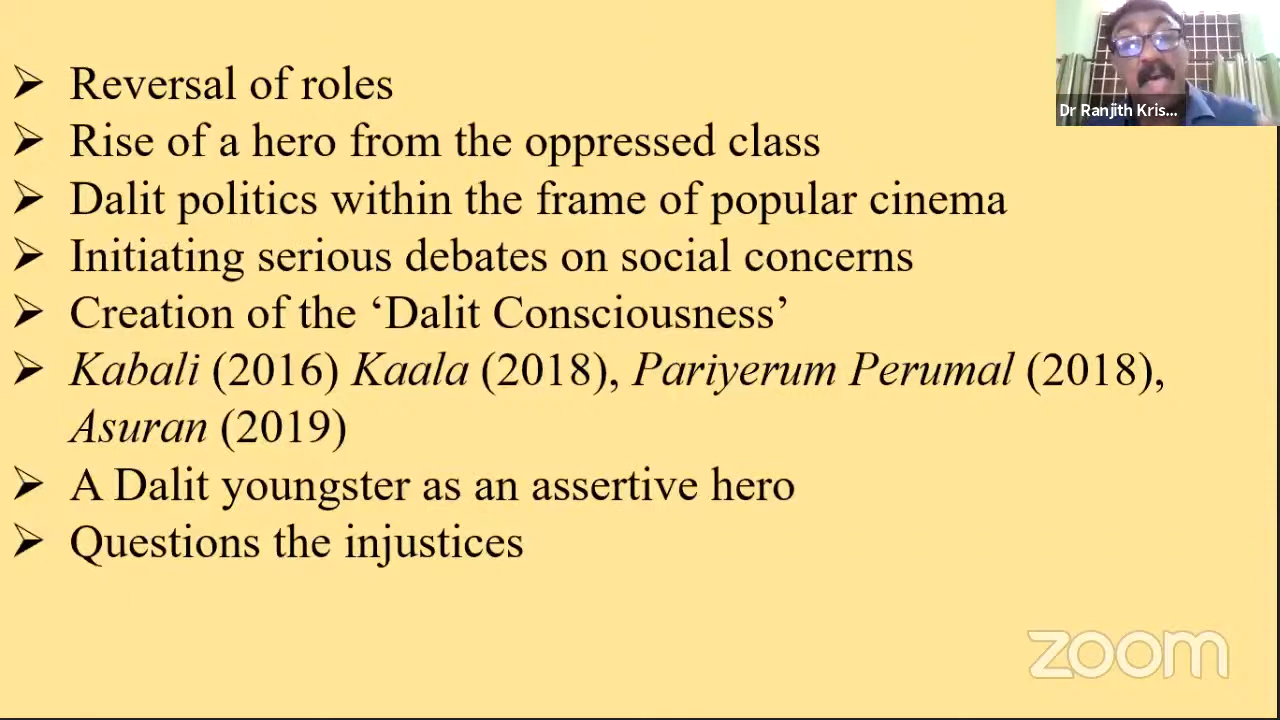 Dr Ranjith Kris...
➢ Reversal of roles
➢ Rise of a hero from the oppressed class
➢ Dalit politics within the frame of popular cinema
➢ Initiating serious debates on social concerns
➢ Creation of the ‘Dalit Consciousness’
➢ Kabali (2016) Kaala (2018), Pariyerum Perumal (2018),
Asuran (2019)
➢ A Dalit youngster as an assertive hero
➢ Questions the injustices
zoom